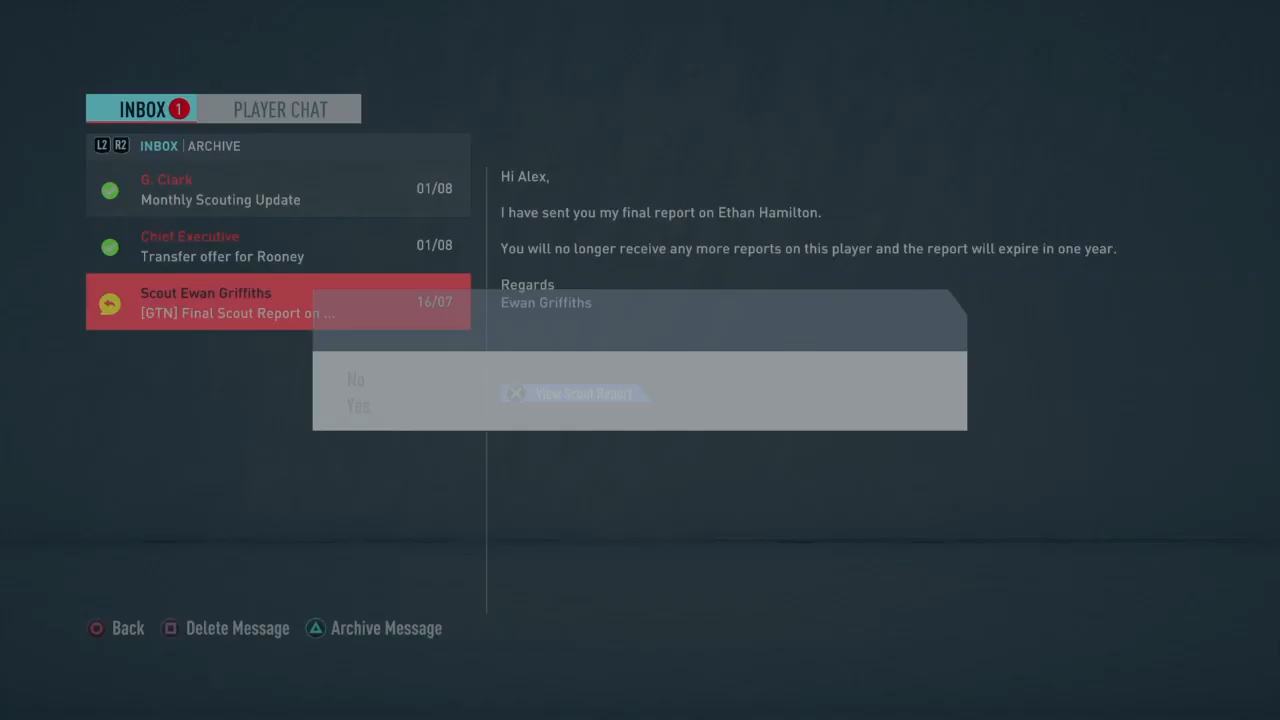 INBOX 1 PLAYER CHAT
L2 R2 INBOX | ARCHIVE
G. Clark
Monthly Scouting Update
01/08
Chief Executive
Transfer offer for Rooney
01/08
Scout Ewan Griffiths
[GTN] Final Scout Report on ...
16/07
Hi Alex,
I have sent you my final report on Ethan Hamilton.
You will no longer receive any more reports on this player and the report will expire in one year.
Regards
Ewan Griffiths
No
Yes
View Scout Report
Back Delete Message Archive Message